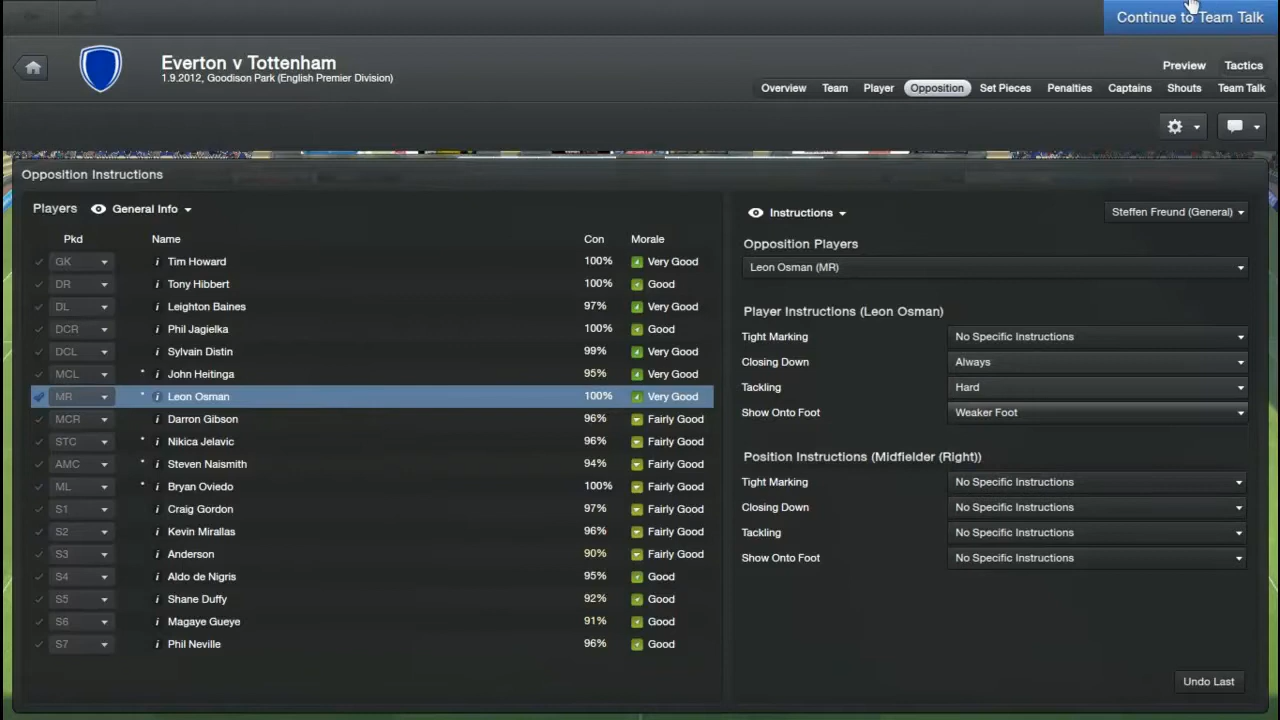 Continue to Team Talk
Everton v Tottenham
1.9.2012, Goodison Park (English Premier Division)
Preview Tactics
Overview Team Player Opposition Set Pieces Penalties Captains Shouts Team Talk
Opposition Instructions
Players General Info
Pkd Name Con Morale
GK i Tim Howard 100% Very Good
DR i Tony Hibbert 100% Good
DL i Leighton Baines 97% Very Good
DCR i Phil Jagielka 100% Good
DCL i Sylvain Distin 99% Very Good
MCL * i John Heitinga 95% Very Good
MR * i Leon Osman 100% Very Good
MCR i Darron Gibson 96% Fairly Good
STC * i Nikica Jelavic 96% Fairly Good
AMC * i Steven Naismith 94% Fairly Good
ML * i Bryan Oviedo 100% Fairly Good
S1 i Craig Gordon 97% Fairly Good
S2 i Kevin Mirallas 96% Fairly Good
S3 i Anderson 90% Fairly Good
S4 i Aldo de Nigris 95% Good
S5 i Shane Duffy 92% Good
S6 i Magaye Gueye 91% Good
S7 i Phil Neville 96% Good
Instructions Steffen Freund (General)
Opposition Players
Leon Osman (MR)
Player Instructions (Leon Osman)
Tight Marking No Specific Instructions
Closing Down Always
Tackling Hard
Show Onto Foot Weaker Foot
Position Instructions (Midfielder (Right))
Tight Marking No Specific Instructions
Closing Down No Specific Instructions
Tackling No Specific Instructions
Show Onto Foot No Specific Instructions
Undo Last